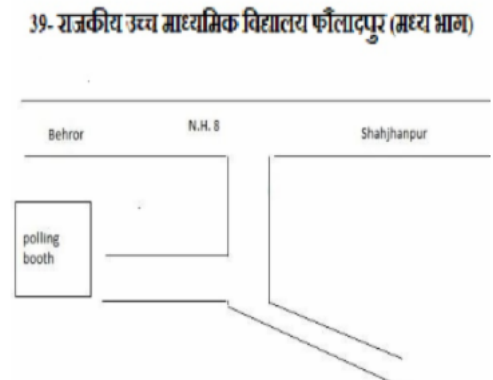 39- राजकीय उच्च माध्यमिक विद्यालय फौंलादपुर (मध्य भाग)
Behror N.H. 8 Shahjhanpur
polling
booth